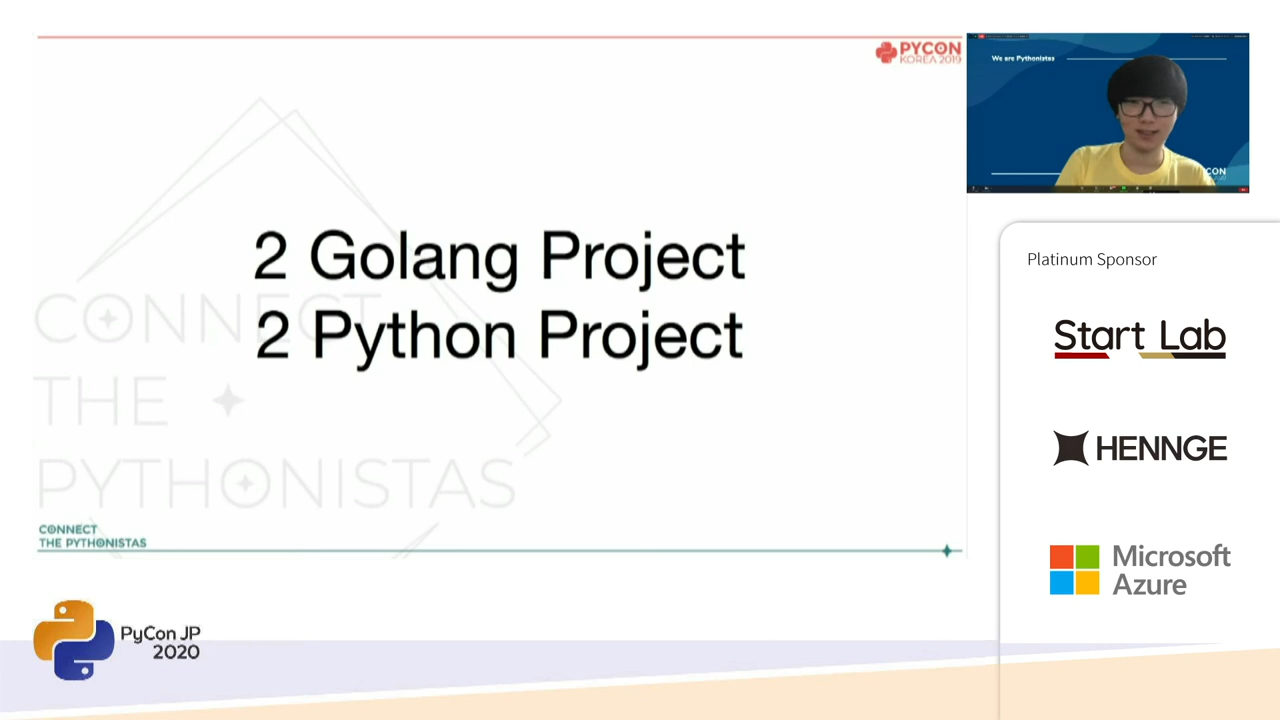 PYCON
KOREA 2019
We are Pythonistas
CON
2 Golang Project
2 Python Project
CONNECT
THE
PYTHONISTAS
CONNECT
THE PYTHONISTAS
Platinum Sponsor
Start Lab
HENNGE
Microsoft
Azure
PyCon JP
2020